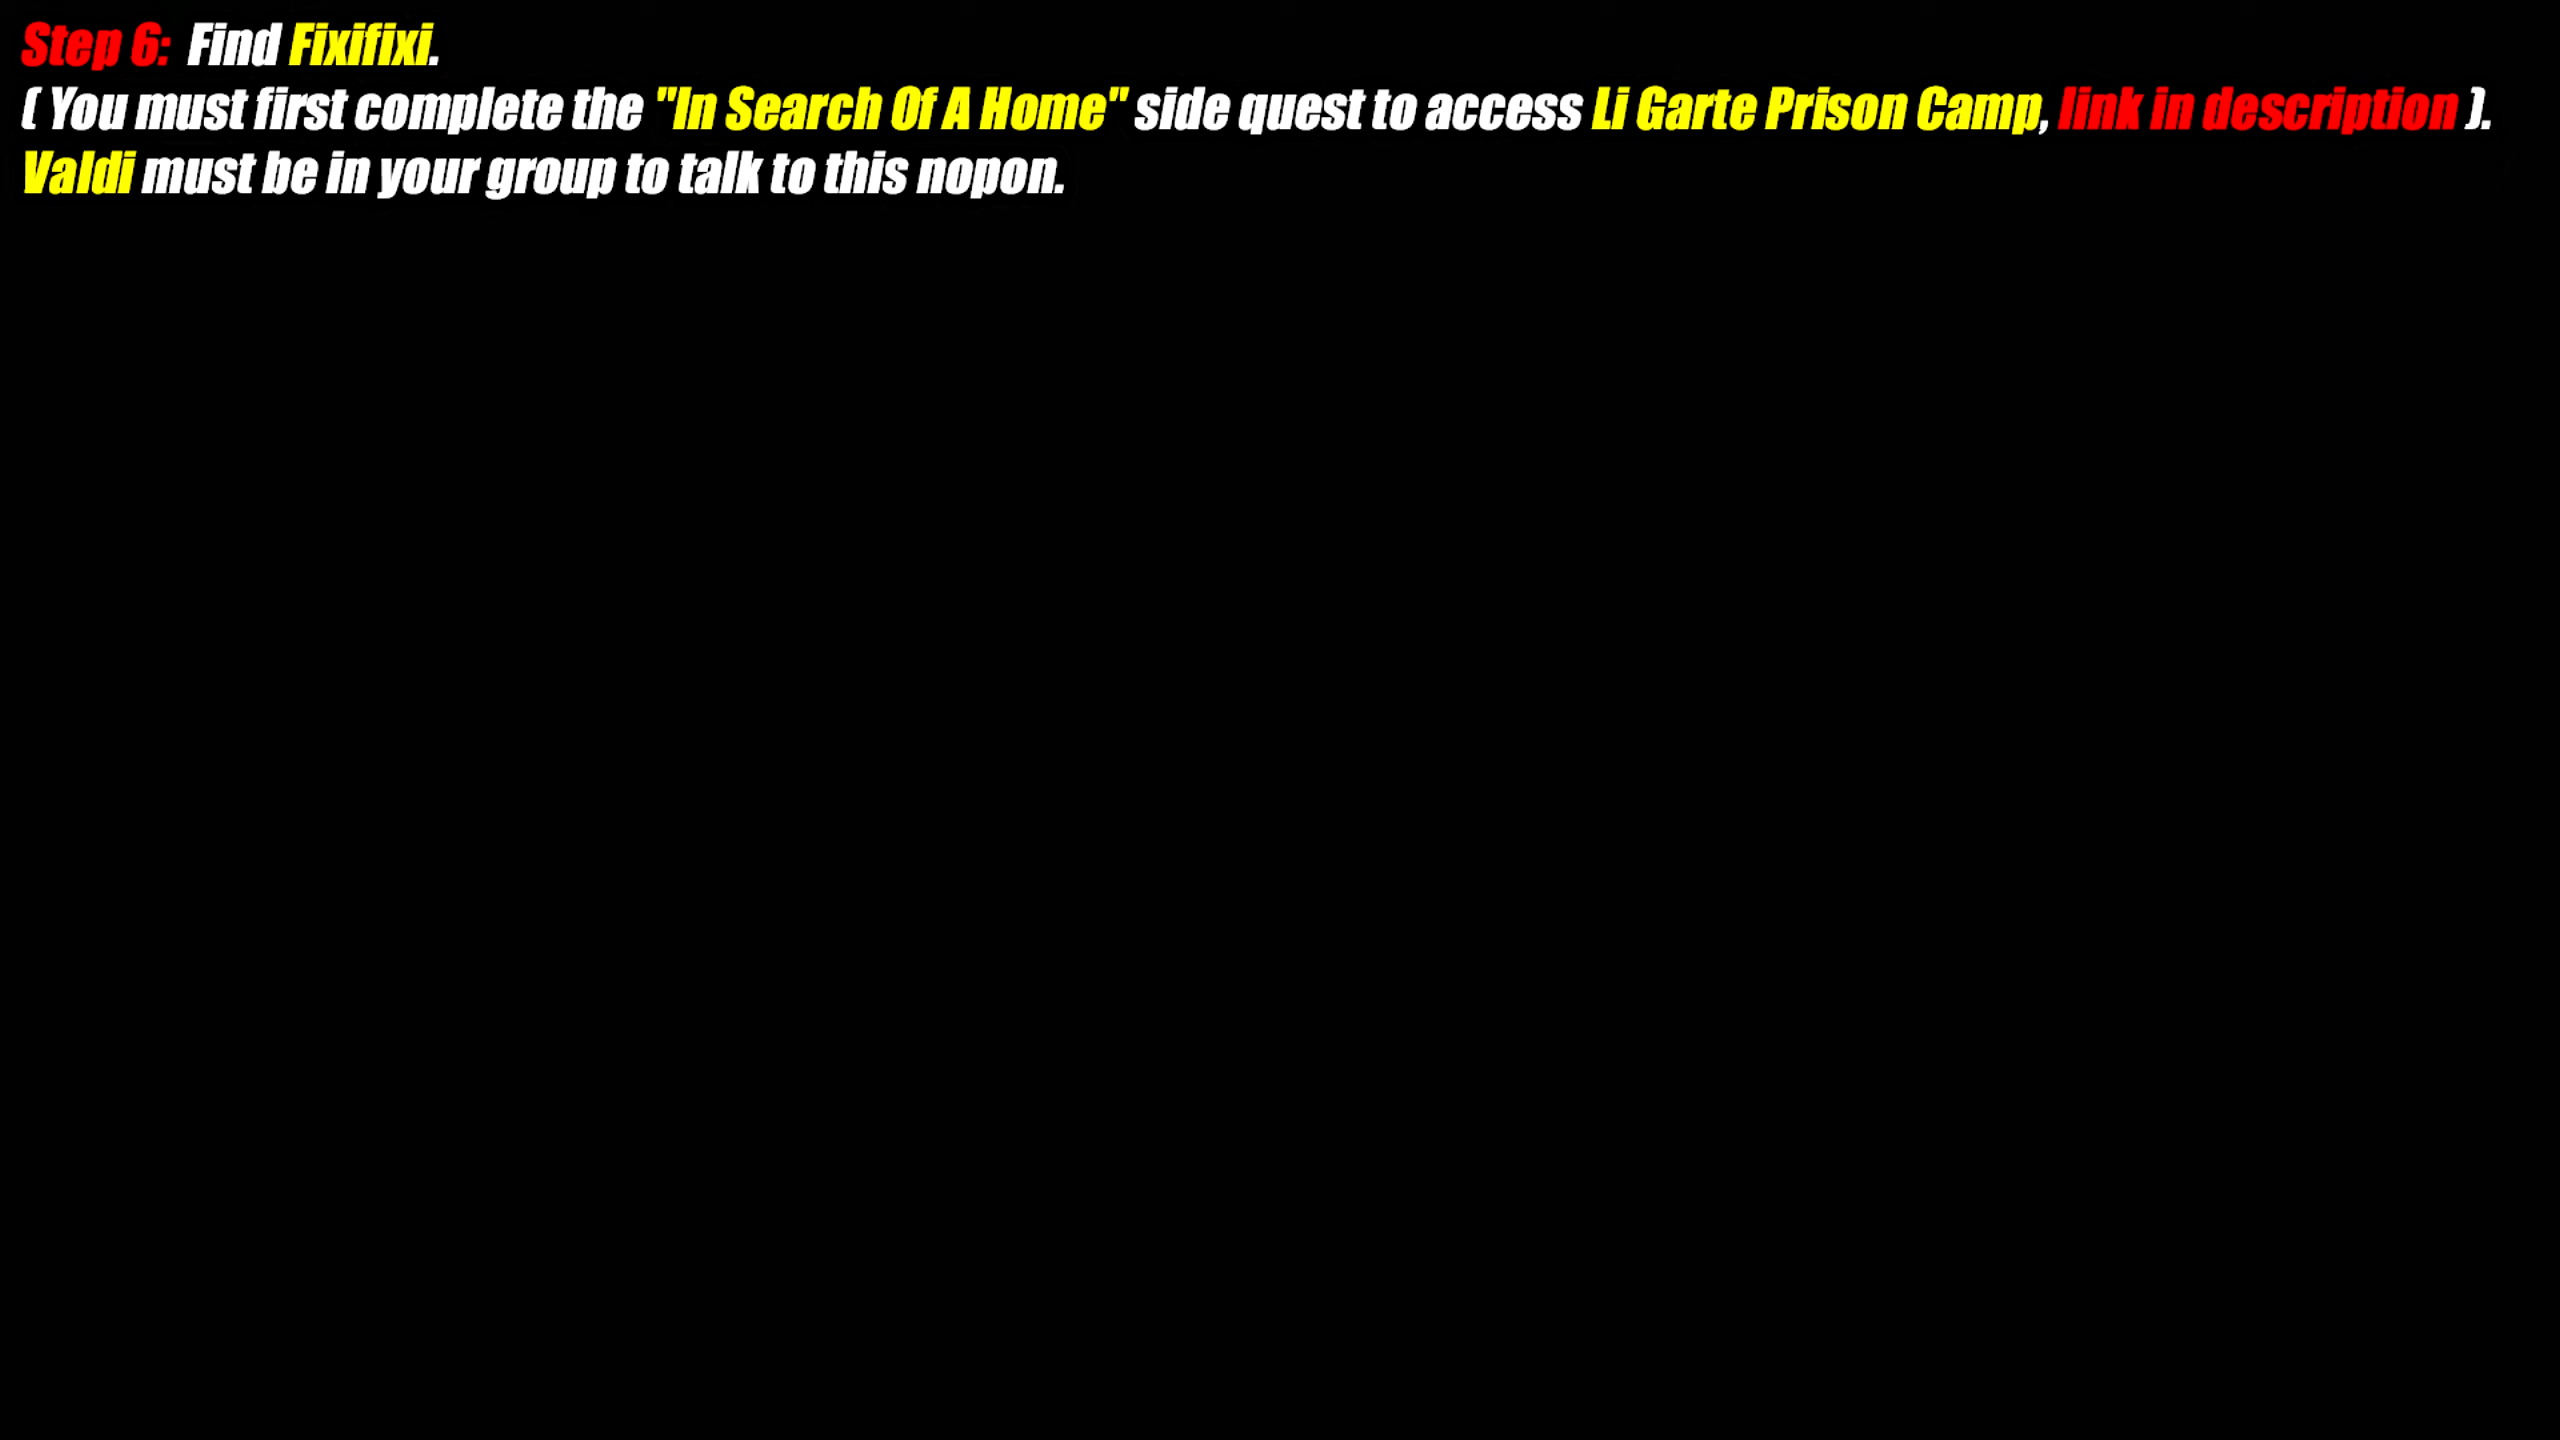 Step 6: Find Fixifixi.
( You must first complete the "In Search Of A Home" side quest to access Li Garte Prison Camp, link in description ).
Valdi must be in your group to talk to this nopon.